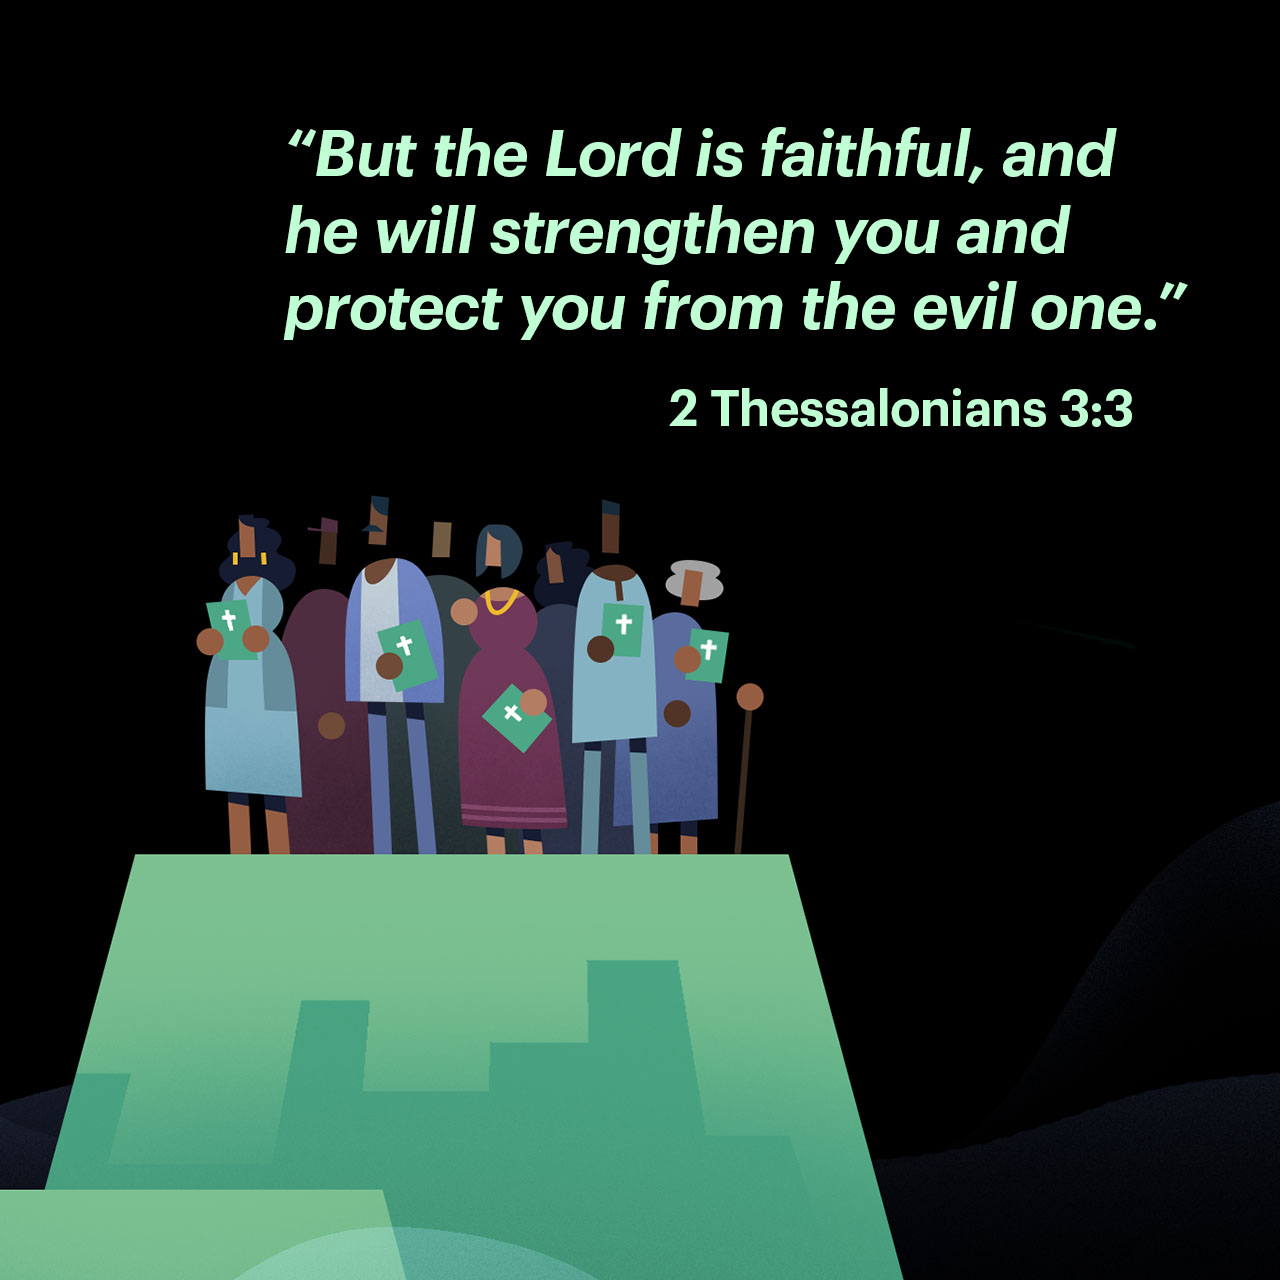 “But the Lord is faithful, and
he will strengthen you and
protect you from the evil one.”
2 Thessalonians 3:3